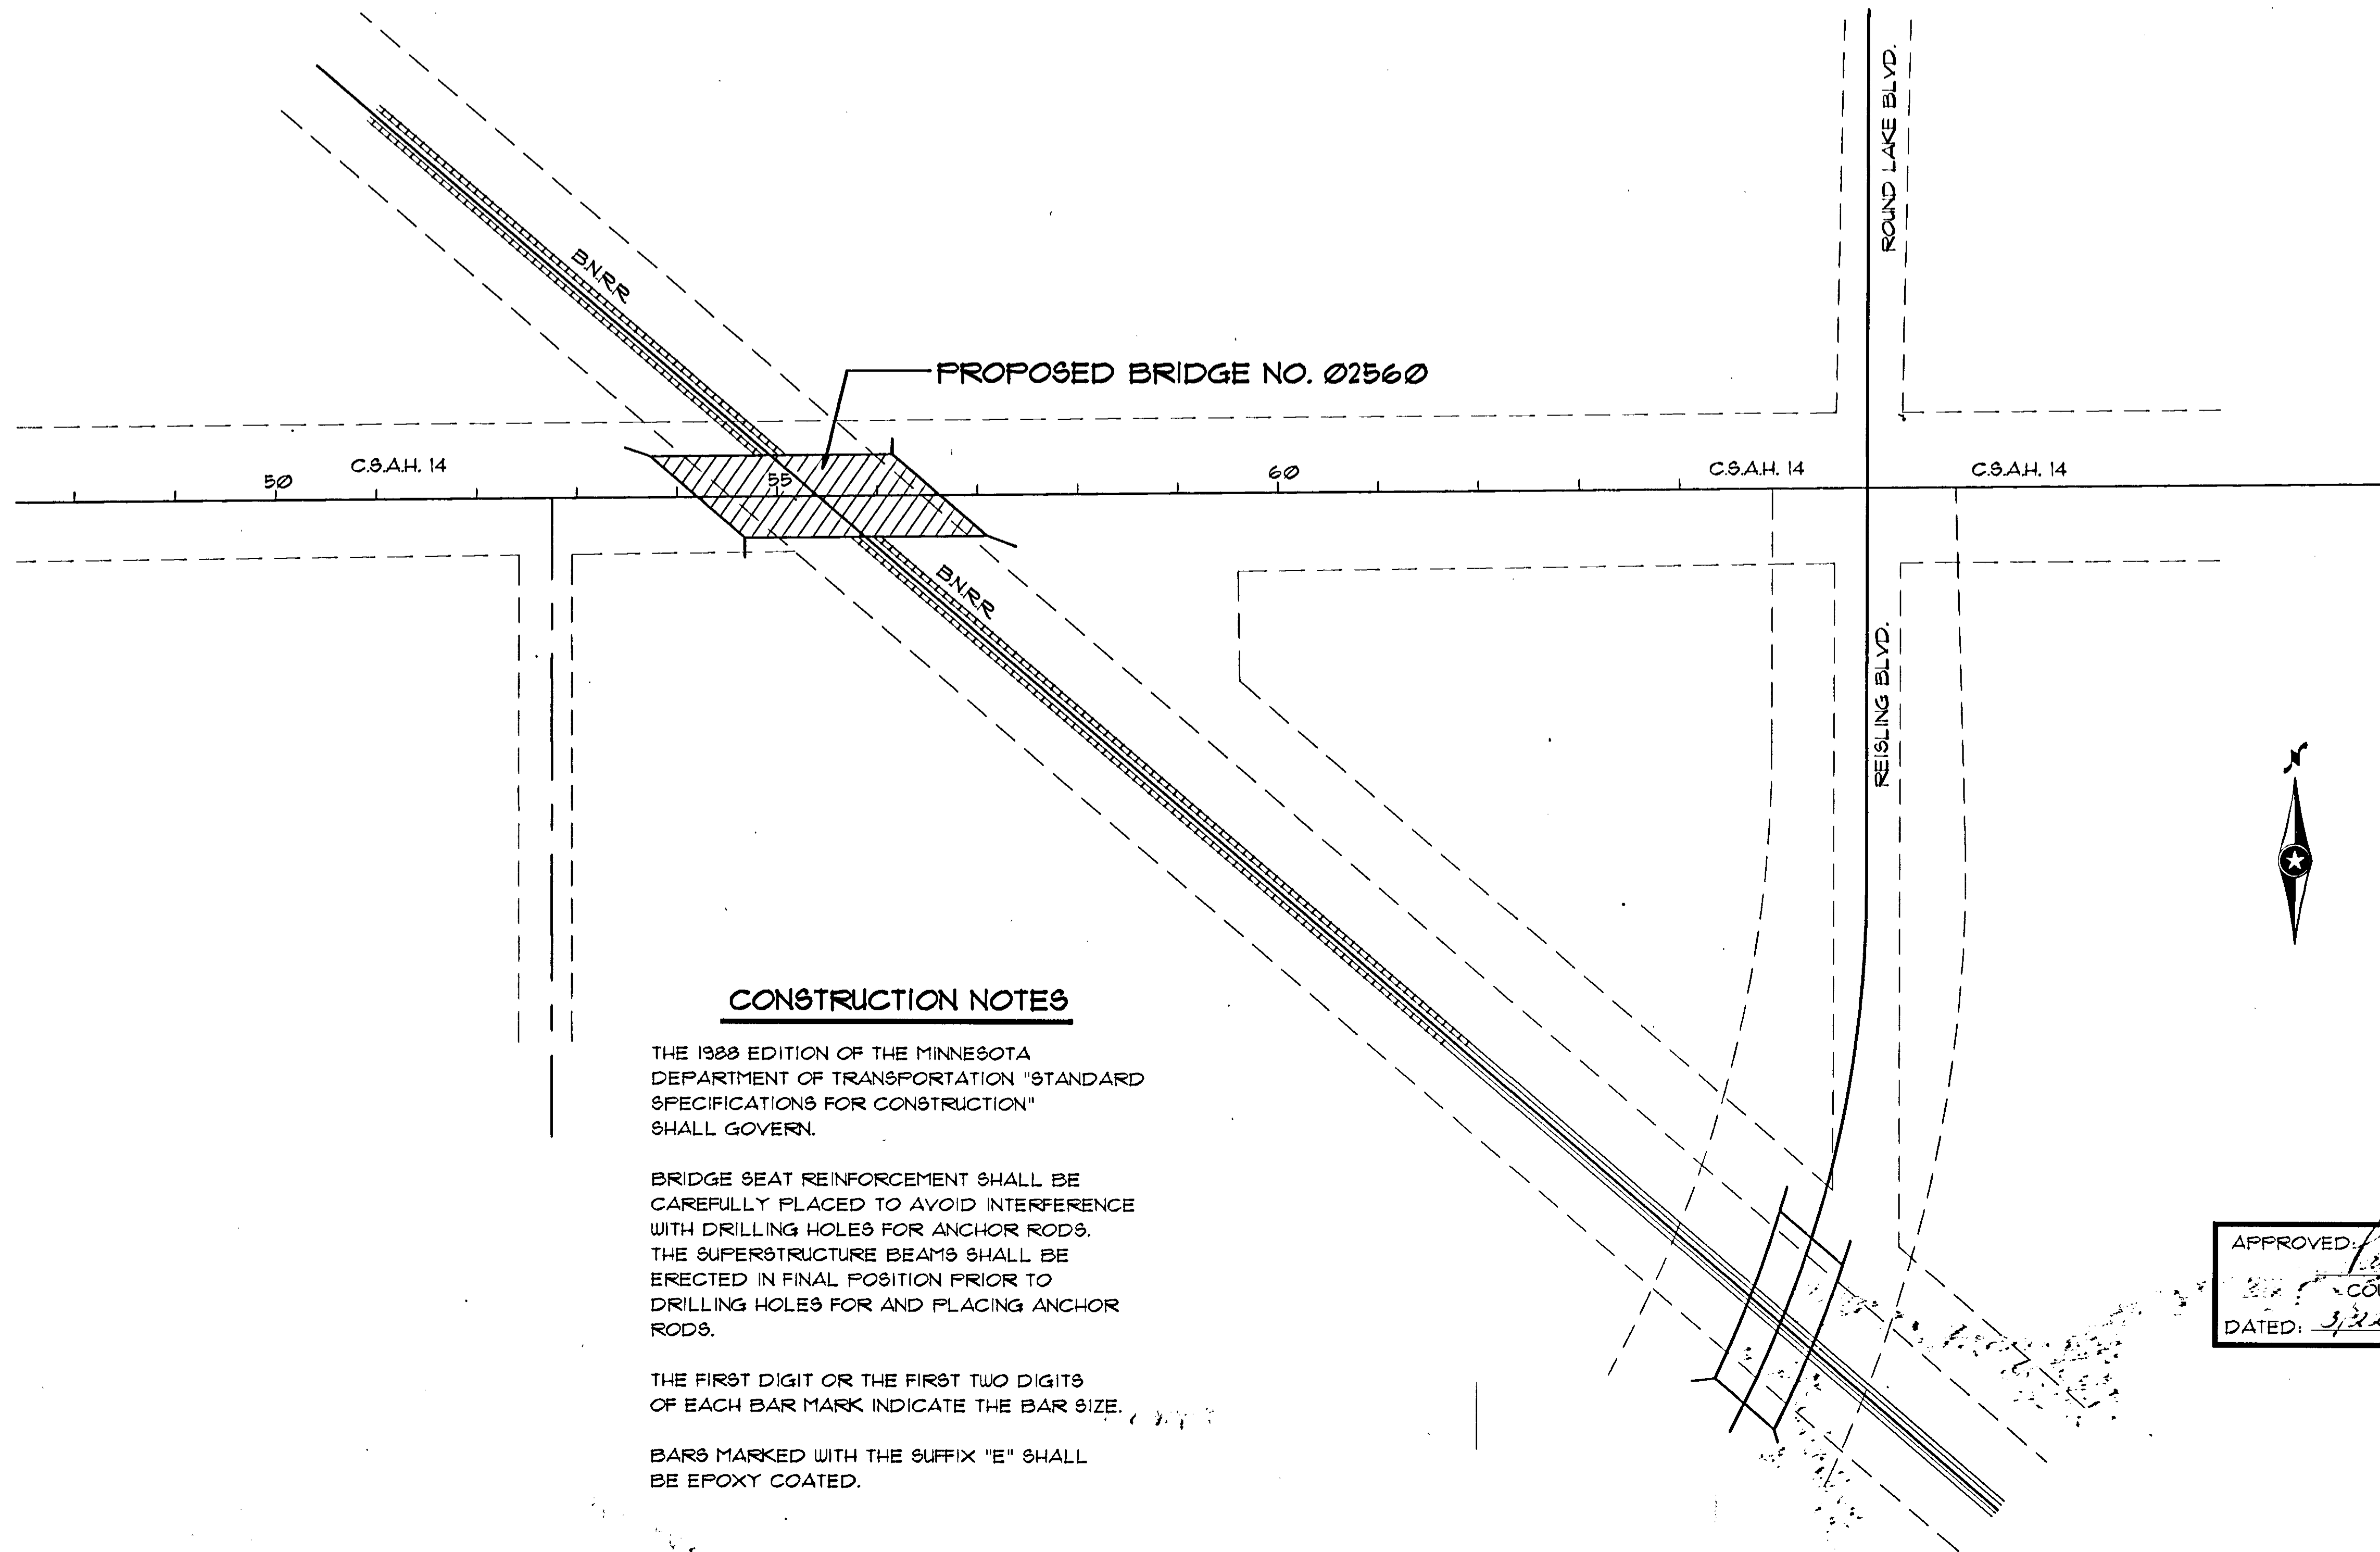 ROUND LAKE BLVD.
B.N.R.R
PROPOSED BRIDGE NO. 02560
C.S.A.H. 14
50
55
60
C.S.A.H. 14
C.S.A.H. 14
B.N.R.R
REISLING BLVD.
N
CONSTRUCTION NOTES
THE 1988 EDITION OF THE MINNESOTA
DEPARTMENT OF TRANSPORTATION "STANDARD
SPECIFICATIONS FOR CONSTRUCTION"
SHALL GOVERN.
BRIDGE SEAT REINFORCEMENT SHALL BE
CAREFULLY PLACED TO AVOID INTERFERENCE
WITH DRILLING HOLES FOR ANCHOR RODS.
THE SUPERSTRUCTURE BEAMS SHALL BE
ERECTED IN FINAL POSITION PRIOR TO
DRILLING HOLES FOR AND PLACING ANCHOR
RODS.
THE FIRST DIGIT OR THE FIRST TWO DIGITS
OF EACH BAR MARK INDICATE THE BAR SIZE.
BARS MARKED WITH THE SUFFIX "E" SHALL
BE EPOXY COATED.
APPROVED:
COU
DATED: 3/22